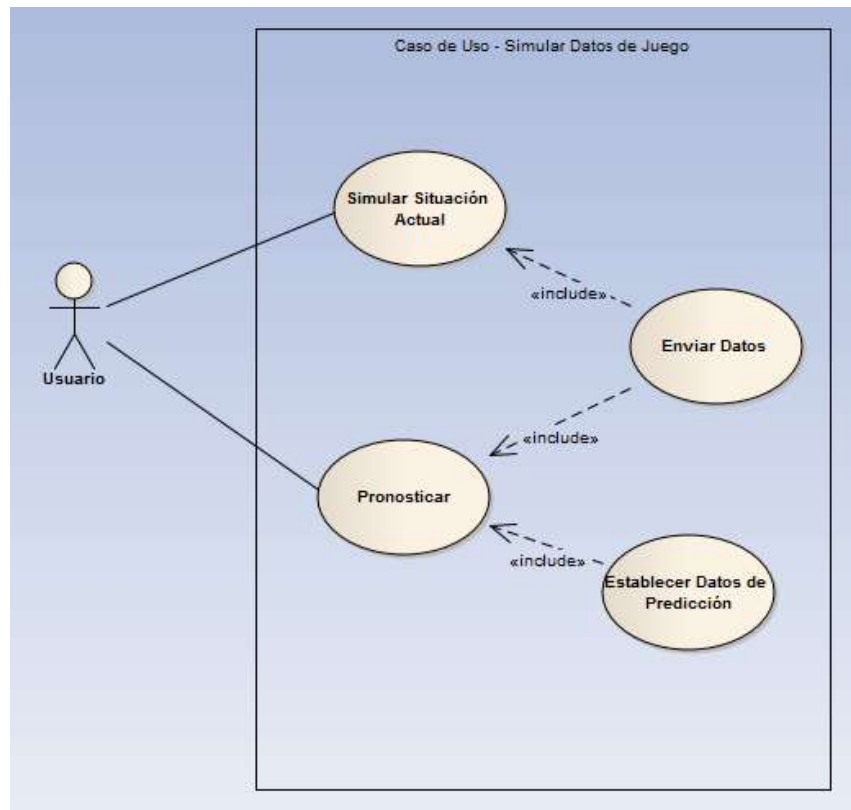 Caso de Uso - Simular Datos de Juego
Simular Situación
Actual
«include»
Enviar Datos
Usuario
«include»
Pronosticar
«include»
Establecer Datos de
Predicción